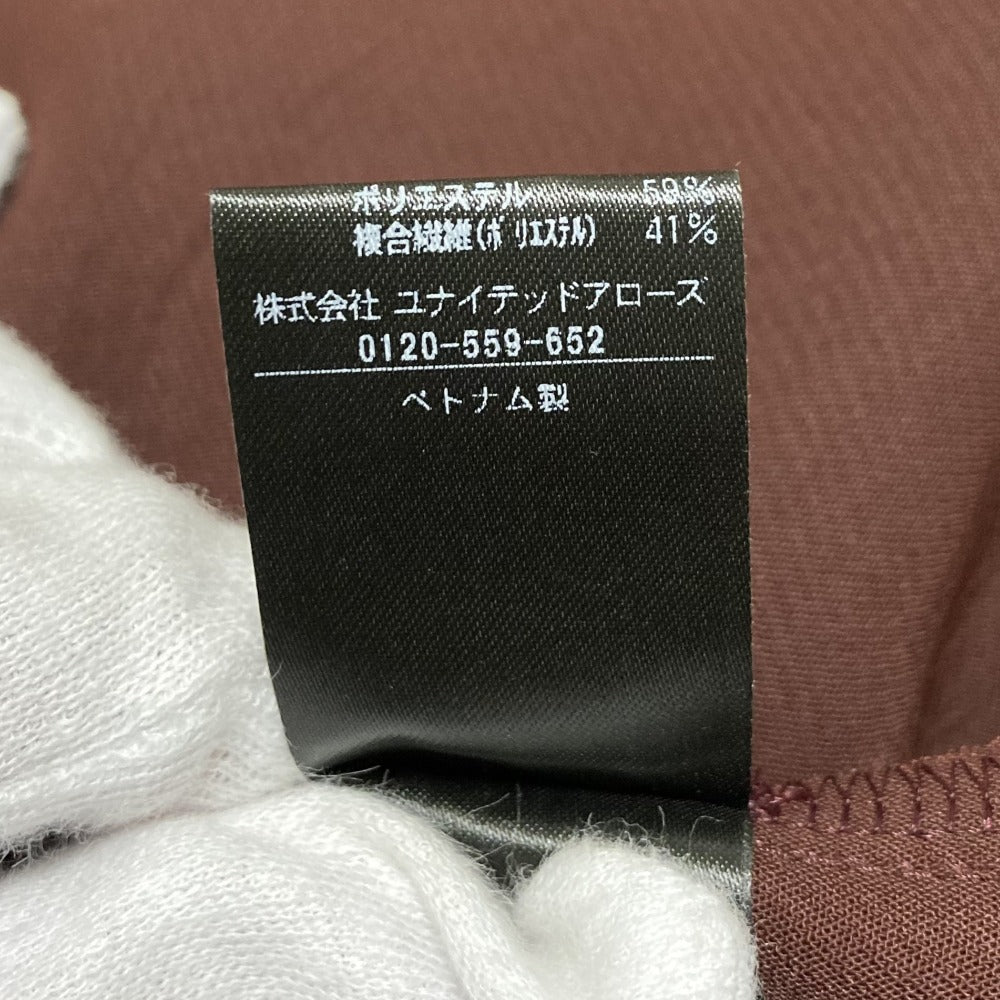 ポリエステル 59%
複合繊維(ポリエステル) 41%
株式会社 ユナイテッドアローズ
0120-559-652
ベトナム製